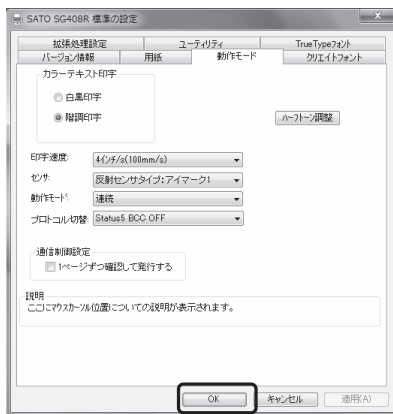 SATO SG408R 標準の設定
拡張処理設定 ユーティリティ TrueTypeフォント
バージョン情報 用紙 動作モード クリエイトフォント
カラーテキスト印字
白黒印字
階調印字
ハーフトーン調整
印字速度: 4インチ/s(100mm/s)
センサ: 反射センサタイプ:アイマーク1
動作モード: 連続
プロトコル切替: Status5 BCC OFF
通信制御設定
1ページずつ確認して発行する
説明
ここにマウスカーソル位置についての説明が表示されます。
OK キャンセル 適用(A)